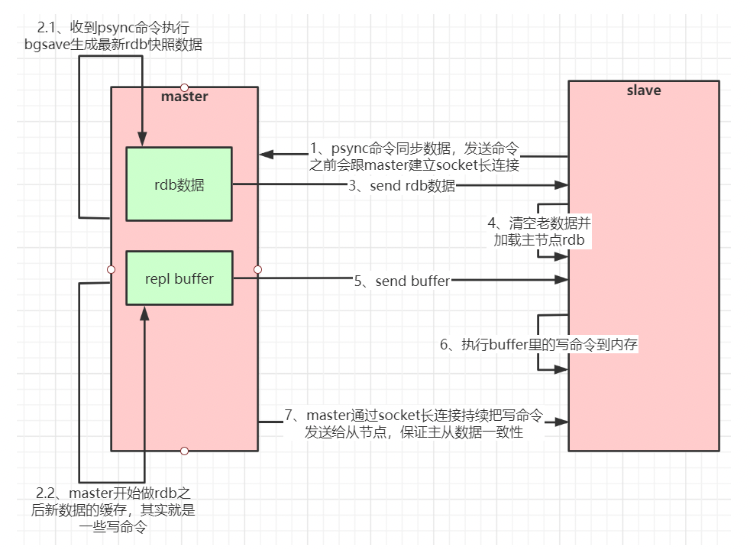 2.1、收到psync命令执行
bgsave生成最新rdb快照数据
master
slave
1、psync命令同步数据，发送命令
之前会跟master建立socket长连接
rdb数据
3、send rdb数据
4、清空老数据并
加载主节点rdb
repl buffer
5、send buffer
6、执行buffer里的写命令到内存
7、master通过socket长连接持续把写命令
发送给从节点，保证主从数据一致性
2.2、master开始做rdb之
后新数据的缓存，其实就是
一些写命令